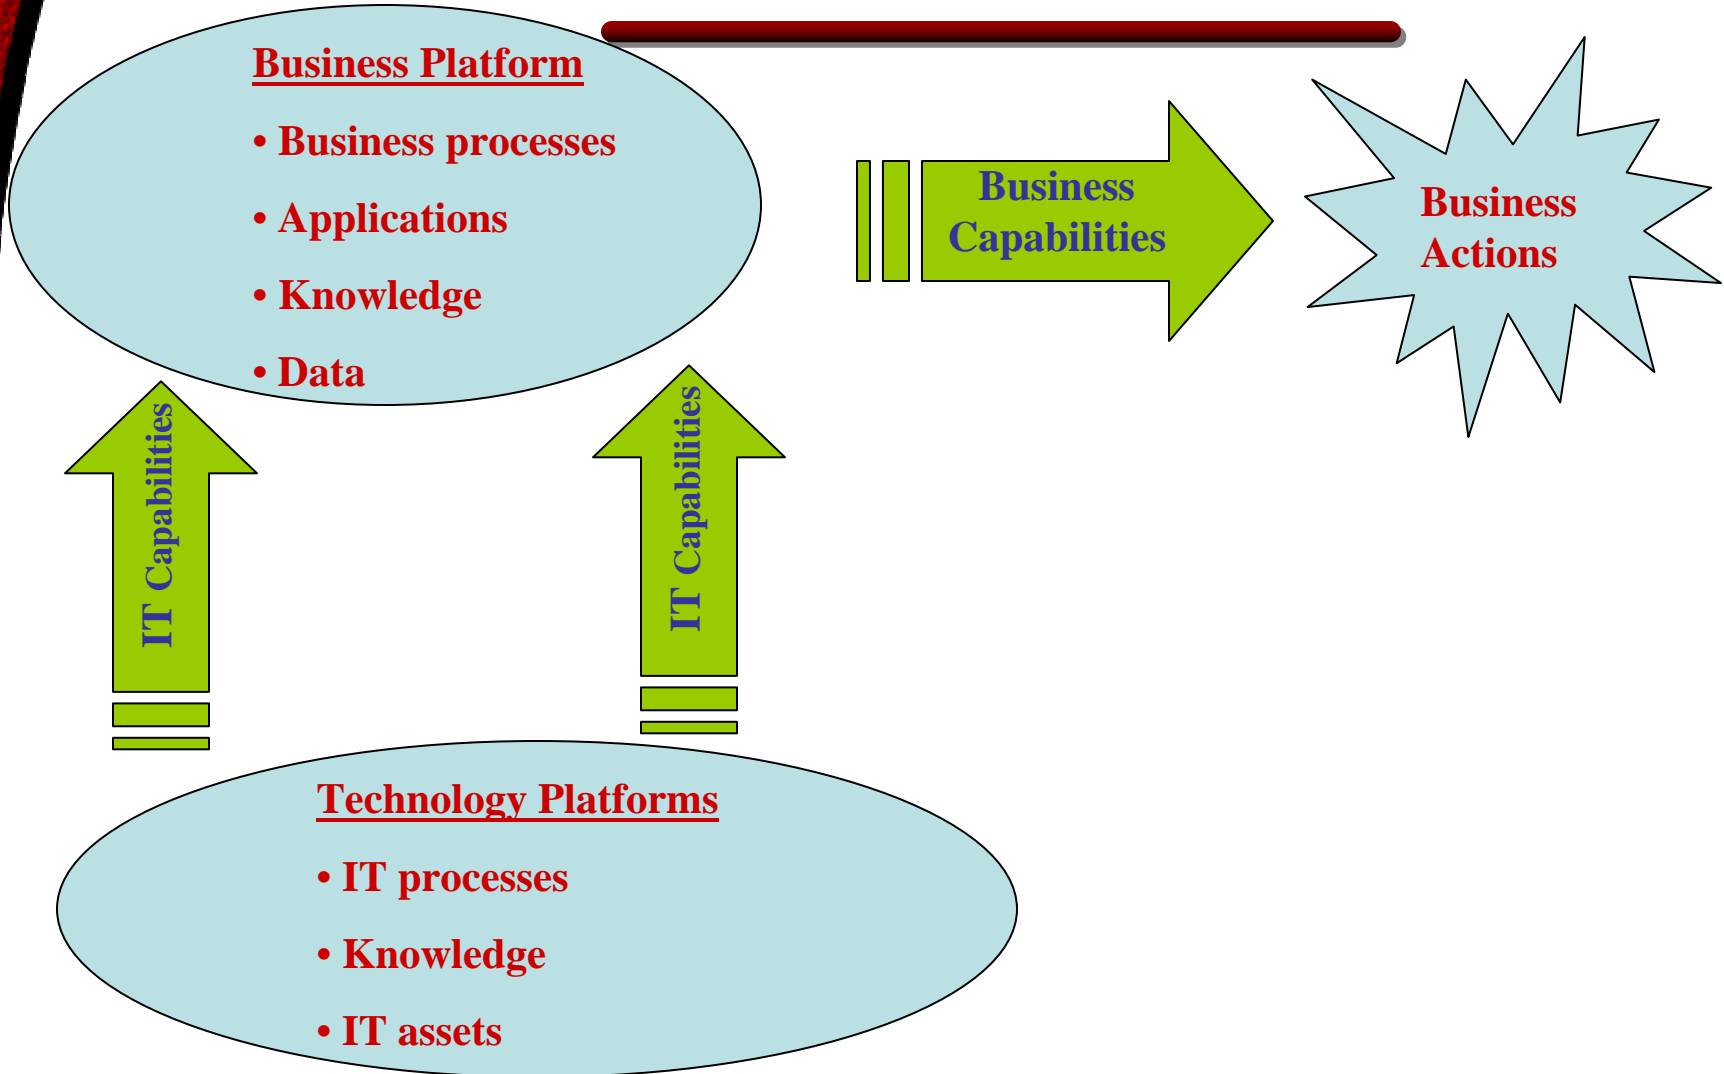 Business Platform
• Business processes
• Applications
• Knowledge
• Data
Business
Capabilities
Business
Actions
IT Capabilities
IT Capabilities
Technology Platforms
• IT processes
• Knowledge
• IT assets